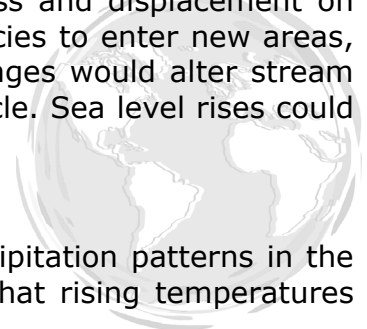 ss and displacement on
cies to enter new areas,
nges would alter stream
cle. Sea level rises could
ipitation patterns in the
hat rising temperatures